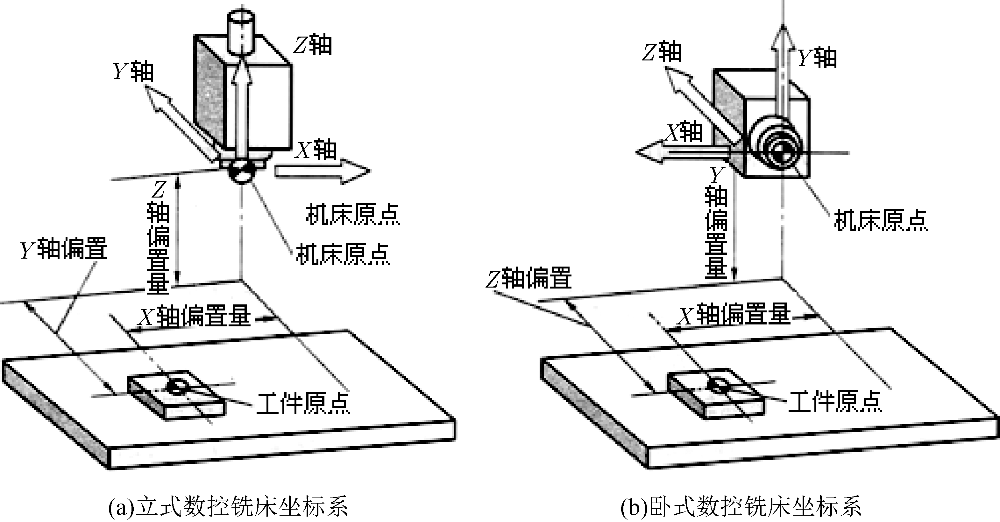 Z轴
Y轴
X轴
Z轴偏置量
机床原点
机床原点
Y轴偏置
X轴偏置量
工件原点
(a)立式数控铣床坐标系
Z轴
Y轴
X轴
Y轴偏置量
机床原点
Z轴偏置
X轴偏置量
工件原点
(b)卧式数控铣床坐标系